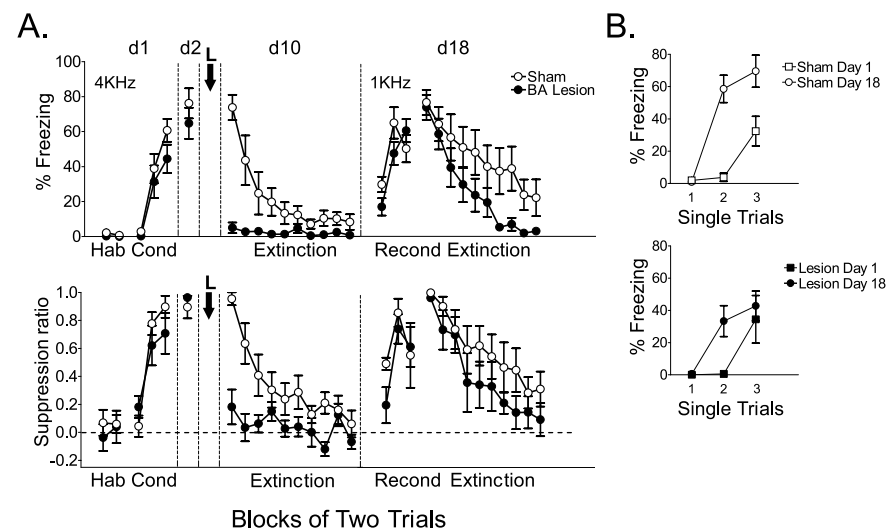 A.
d1 d2 L d10 d18
4KHz 1KHz
Sham
BA Lesion
% Freezing
100
80
60
40
20
0
Hab Cond Extinction Recond Extinction
L
Suppression ratio
1.0
0.8
0.6
0.4
0.2
0.0
-0.2
Hab Cond Extinction Recond Extinction
Blocks of Two Trials
B.
% Freezing
80
60
40
20
0
Sham Day 1
Sham Day 18
1 2 3
Single Trials
% Freezing
80
60
40
20
0
Lesion Day 1
Lesion Day 18
1 2 3
Single Trials